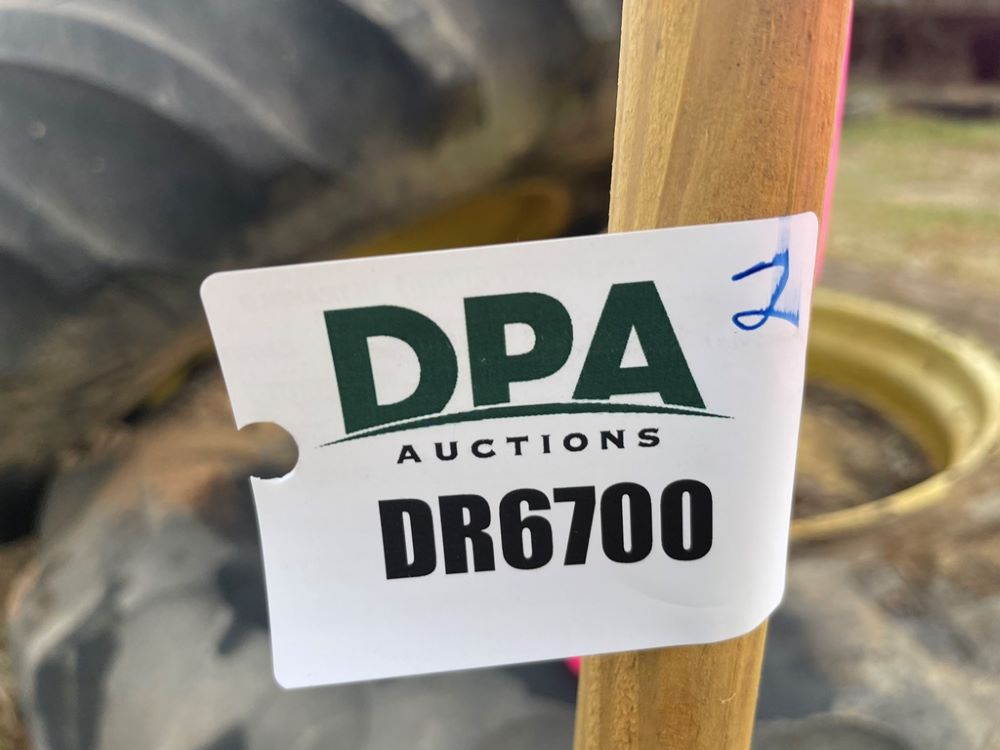 DPA
2
AUCTIONS
DR6700